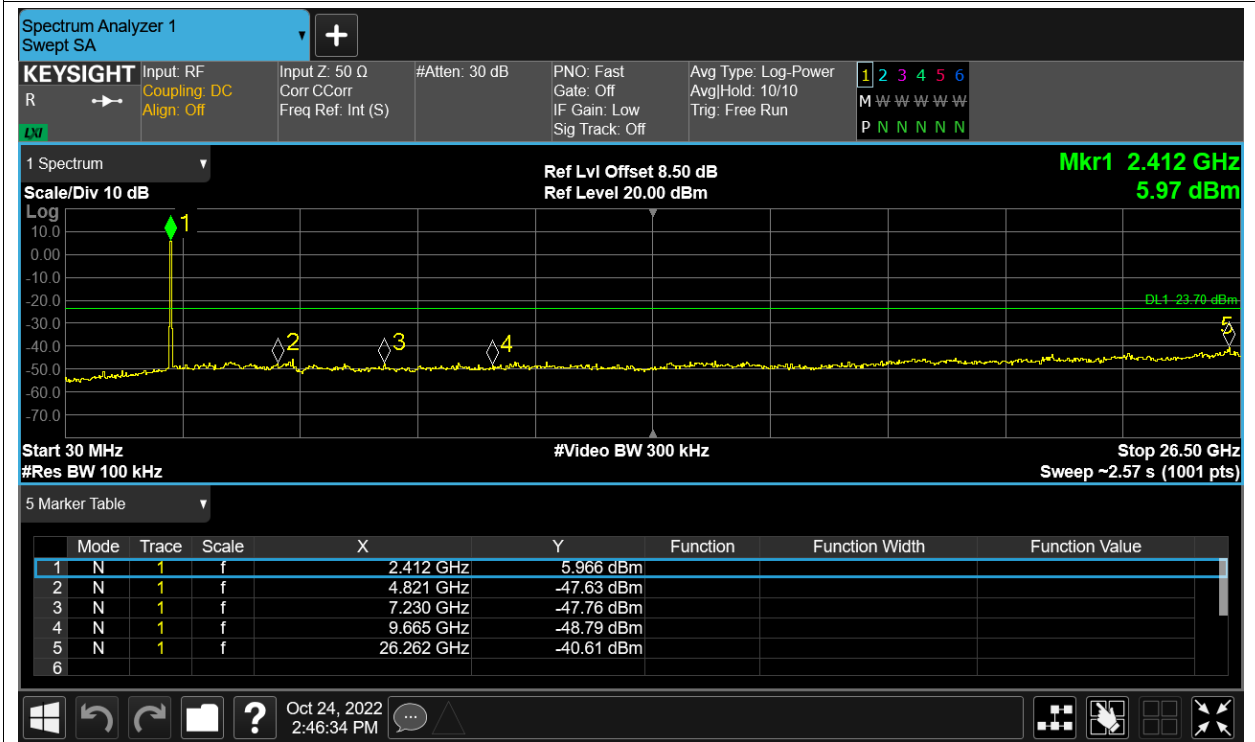 Spectrum Analyzer 1
Swept SA
+
KEYSIGHT
R
LXI
Input: RF
Coupling: DC
Align: Off
Input Z: 50 Ω
Corr CCorr
Freq Ref: Int (S)
#Atten: 30 dB
PNO: Fast
Gate: Off
IF Gain: Low
Sig Track: Off
Avg Type: Log-Power
Avg|Hold: 10/10
Trig: Free Run
1 2 3 4 5 6
M W W W W W
P N N N N N
1 Spectrum
Scale/Div 10 dB
Ref Lvl Offset 8.50 dB
Ref Level 20.00 dBm
Mkr1 2.412 GHz
5.97 dBm
Log
10.0
0.00
-10.0
-20.0
-30.0
-40.0
-50.0
-60.0
-70.0
1
2
3
4
5
DL1 -23.70 dBm
Start 30 MHz
#Res BW 100 kHz
#Video BW 300 kHz
Stop 26.50 GHz
Sweep ~2.57 s (1001 pts)
5 Marker Table
Mode Trace Scale X Y Function Function Width Function Value
1 N 1 f 2.412 GHz 5.966 dBm
2 N 1 f 4.821 GHz -47.63 dBm
3 N 1 f 7.230 GHz -47.76 dBm
4 N 1 f 9.665 GHz -48.79 dBm
5 N 1 f 26.262 GHz -40.61 dBm
6
?
Oct 24, 2022
2:46:34 PM